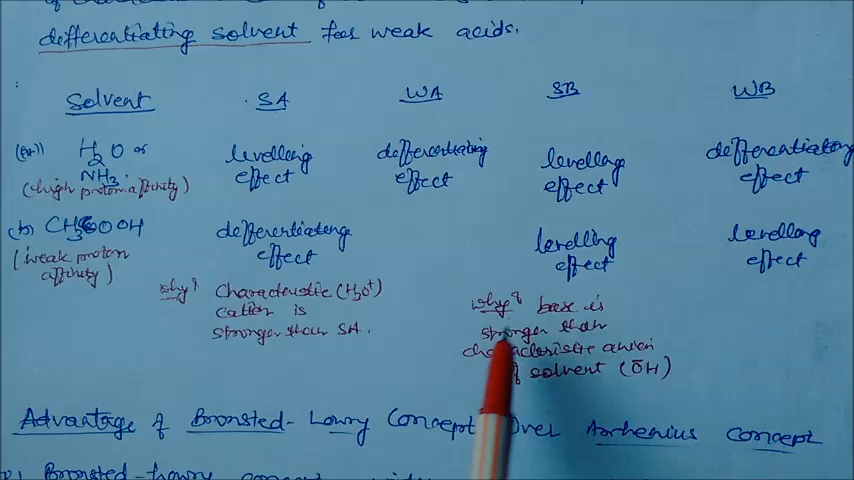 defferentiating solvent for weak acids.
Solvent SA WA SB WB
H2O or levelling defferentiating levelling defferentiating
NH3. effect effect effect effect
(high proton affinity)
(b) CH3COOH defferentiating levelling levelling
(weak proton effect effect effect
affinity)
why? characteristic (H3O+) why? base is
cation is stronger than
stronger than SA. characteristic anion
of solvent (OH)
Advantage of Bronsted-Lowry Concept Over Arrhenius Concept